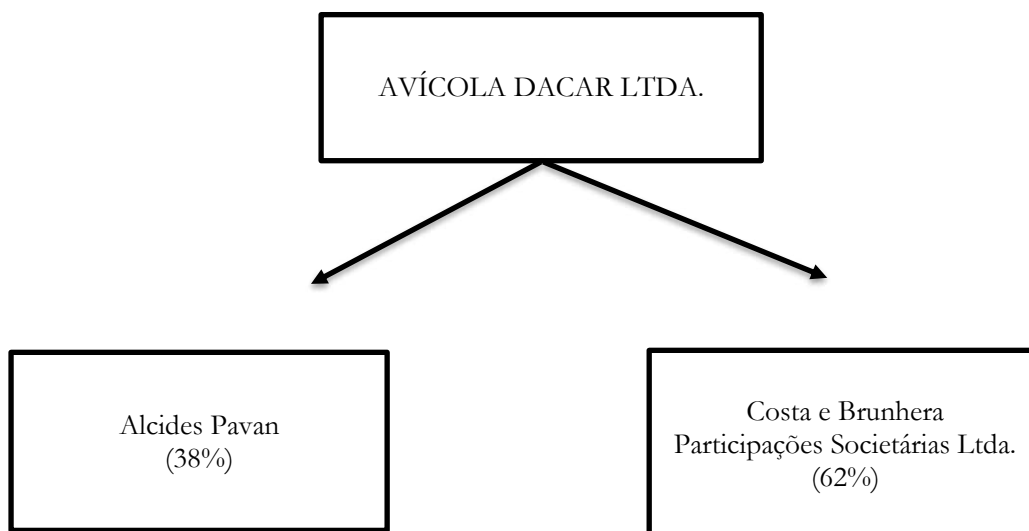 AVÍCOLA DACAR LTDA.
Alcides Pavan
(38%)
Costa e Brunhera
Participações Societárias Ltda.
(62%)